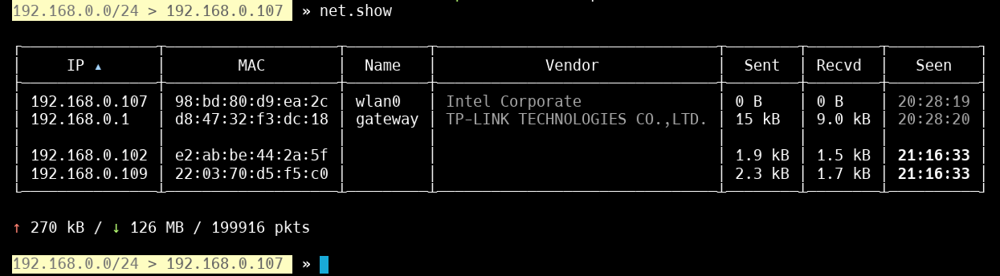 192.168.0.0/24 > 192.168.0.107 » net.show
IP ▴ MAC Name Vendor Sent Recvd Seen
192.168.0.107 98:bd:80:d9:ea:2c wlan0 Intel Corporate 0 B 0 B 20:28:19
192.168.0.1 d8:47:32:f3:dc:18 gateway TP-LINK TECHNOLOGIES CO.,LTD. 15 kB 9.0 kB 20:28:20
192.168.0.102 e2:ab:be:44:2a:5f 1.9 kB 1.5 kB 21:16:33
192.168.0.109 22:03:70:d5:f5:c0 2.3 kB 1.7 kB 21:16:33
↑ 270 kB / ↓ 126 MB / 199916 pkts
192.168.0.0/24 > 192.168.0.107 »